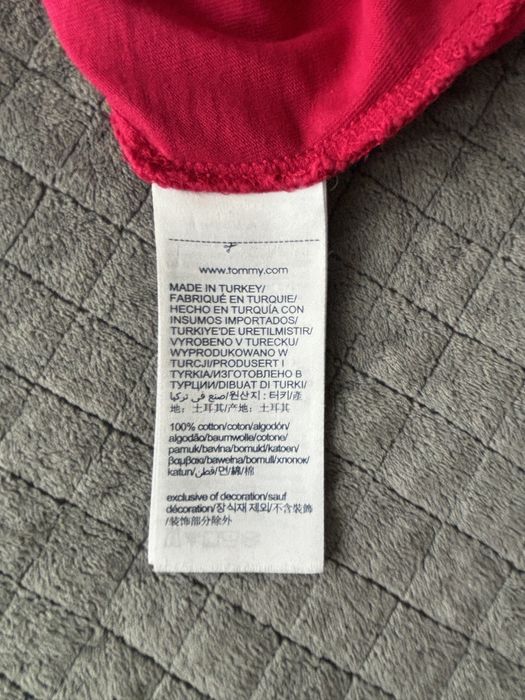 www.tommy.com
MADE IN TURKEY/
FABRIQUÉ EN TURQUIE/
HECHO EN TURQUÍA CON
INSUMOS IMPORTADOS/
TURKIYE'DE URETILMISTIR/
VYROBENO V TURECKU/
WYPRODUKOWANO W
TURCJI/PRODUSERT I
TYRKIA/ИЗГОТОВЛЕНО В
ТУРЦИИ/DIBUAT DI TURKI/
صنع في تركيا/원산지 : 터키/產
地：土耳其/产地：土耳其
100% cotton/coton/algodón/
algodão/baumwolle/cotone/
pamuk/bavlna/bomuld/katoen/
βαμβακι/bawełna/bomull/хлопок/
katun/قطن/면/綿/棉
exclusive of decoration/sauf
décoration/장식재 제외/不含裝飾
/装饰部分除外